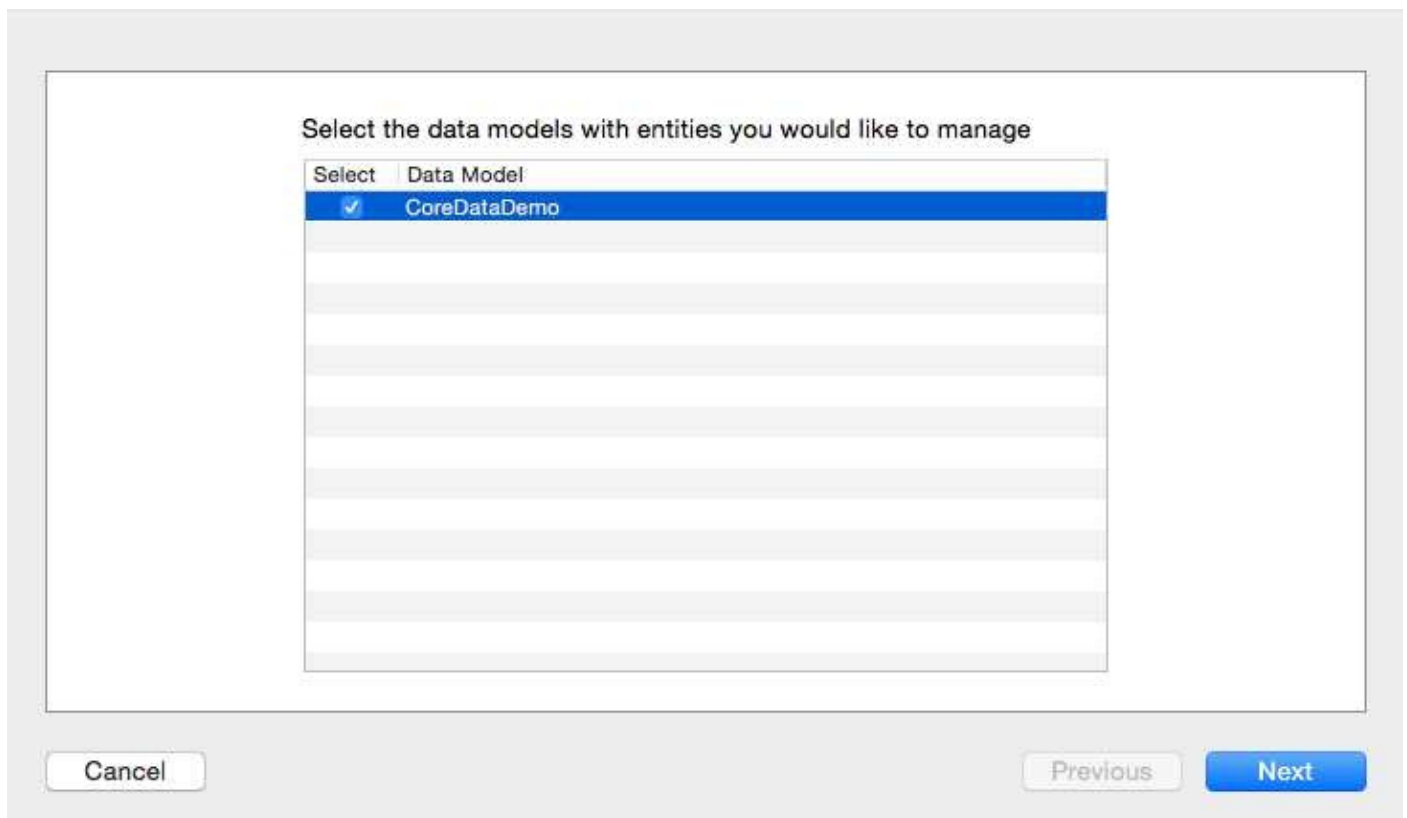 Select the data models with entities you would like to manage
Select Data Model
CoreDataDemo
Cancel Previous Next